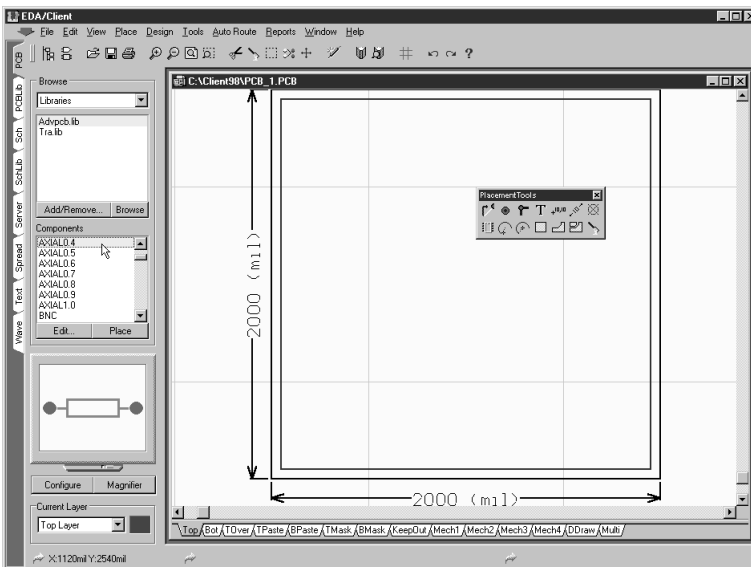 EDA/Client
File Edit View Place Design Tools Auto Route Reports Window Help
PCB
PCBLib
Sch
SchLib
Server
Spread
Text
Wave
Browse
Libraries
Advpcb.lib
Tra.lib
Add/Remove... Browse
Components
AXIAL0.4
AXIAL0.5
AXIAL0.6
AXIAL0.7
AXIAL0.8
AXIAL0.9
AXIAL1.0
BNC
Edit... Place
Configure Magnifier
Current Layer
Top Layer
C:\Client98\PCB_1.PCB
PlacementTools
T
2000 (mil)
2000 (mil)
Top Bot TOver TPaste BPaste TMask BMask KeepOut Mech1 Mech2 Mech3 Mech4 DDraw Multi
X:1120mil Y:2540mil